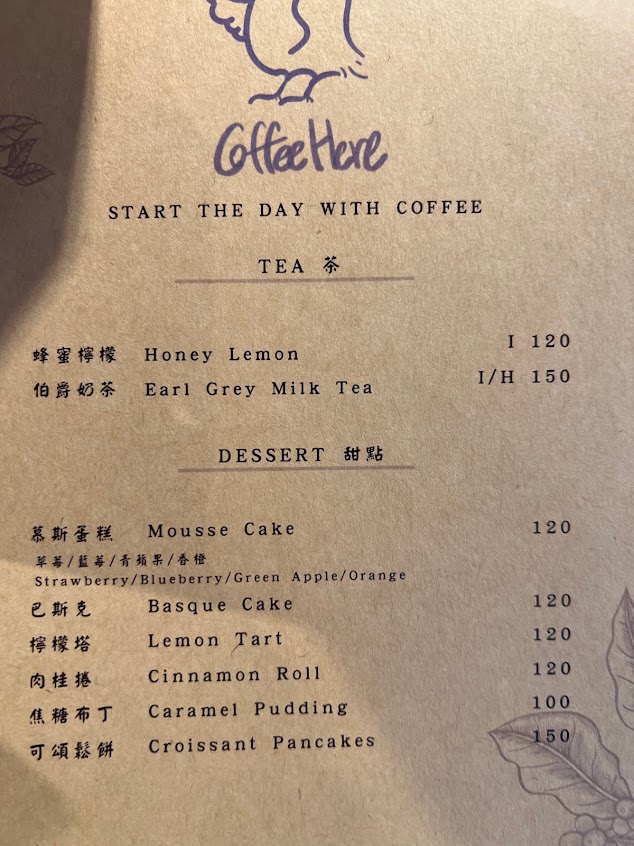 Coffee Here
START THE DAY WITH COFFEE
TEA 茶
蜂蜜檸檬 Honey Lemon I 120
伯爵奶茶 Earl Grey Milk Tea I/H 150
DESSERT 甜點
慕斯蛋糕 Mousse Cake 120
草莓/藍莓/青蘋果/香橙
Strawberry/Blueberry/Green Apple/Orange
巴斯克 Basque Cake 120
檸檬塔 Lemon Tart 120
肉桂捲 Cinnamon Roll 120
焦糖布丁 Caramel Pudding 100
可頌鬆餅 Croissant Pancakes 150